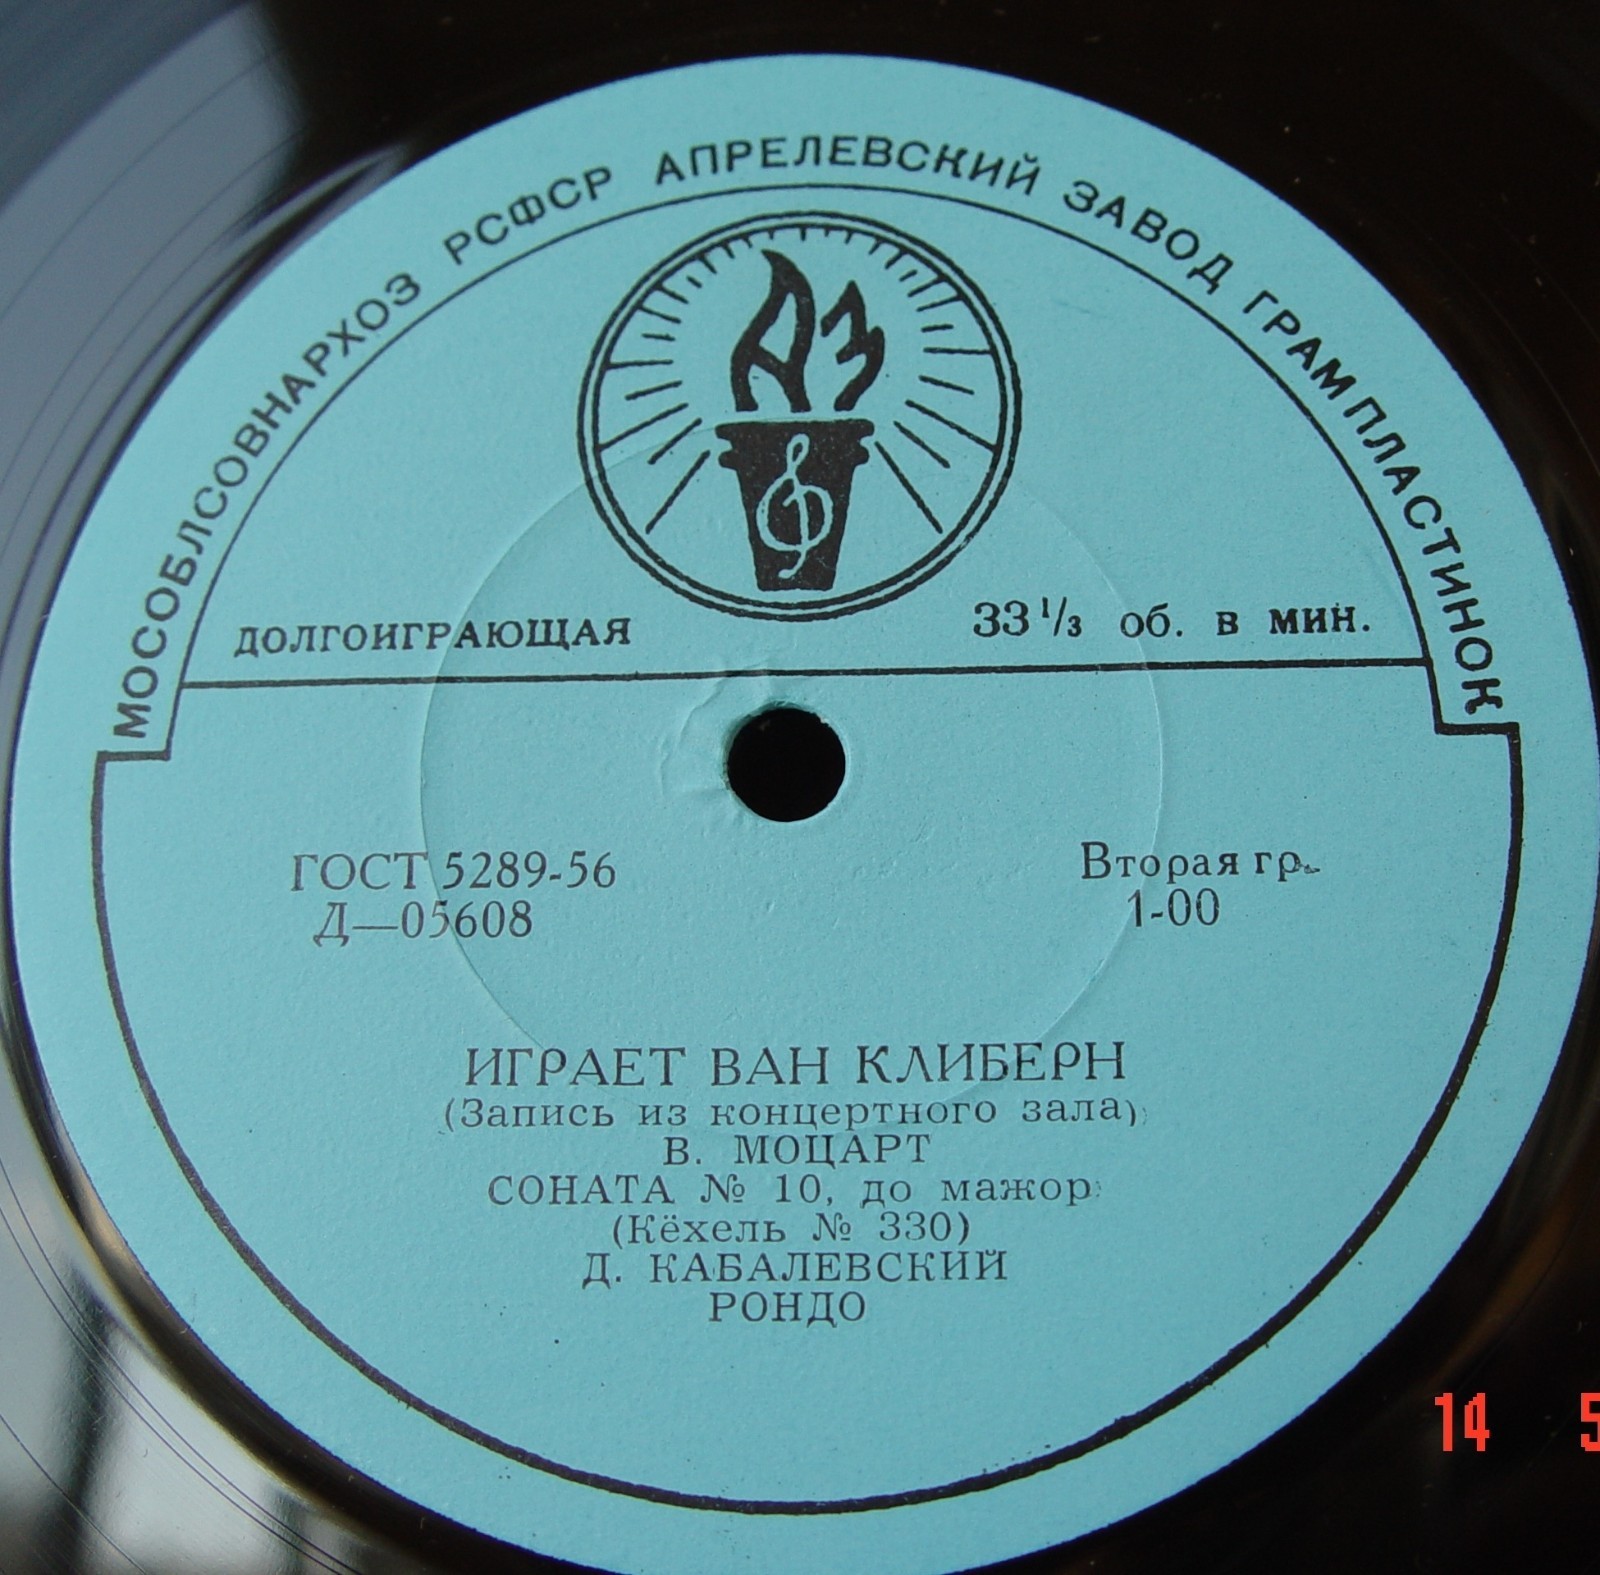 МОСОБЛСОВНАРХОЗ РСФСР АПРЕЛЕВСКИЙ ЗАВОД ГРАМПЛАСТИНОК
АЗ
ДОЛГОИГРАЮЩАЯ 33 1/3 об. в мин.
ГОСТ 5289-56 Вторая гр.
Д—05608 1-00
ИГРАЕТ ВАН КЛИБЕРН
(Запись из концертного зала)
В. МОЦАРТ
СОНАТА № 10, до мажор
(Кёхель № 330)
Д. КАБАЛЕВСКИЙ
РОНДО
14 5